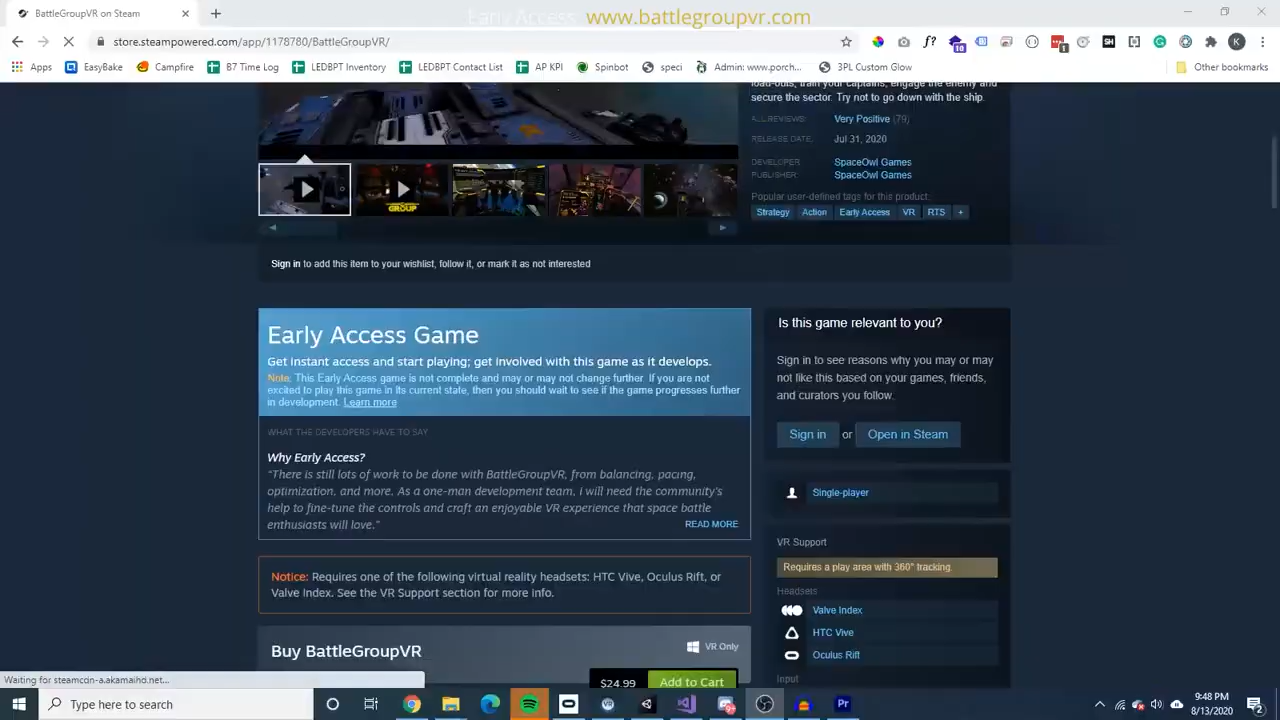 BattleGroupVR on Steam
Early Access www.battlegroupvr.com
store.steampowered.com/app/1178780/BattleGroupVR/
Apps
EasyBake
Campfire
B7 Time Log
LEDBPT Inventory
LEDBPT Contact List
AP KPI
Spinbot
speci
Admin: www.porch...
3PL Custom Glow
Other bookmarks
load-outs, train your captains, engage the enemy and
secure the sector. Try not to go down with the ship.
ALL REVIEWS: Very Positive (79)
RELEASE DATE: Jul 31, 2020
DEVELOPER: SpaceOwl Games
PUBLISHER: SpaceOwl Games
Popular user-defined tags for this product:
Strategy Action Early Access VR RTS +
GROUP
Sign in to add this item to your wishlist, follow it, or mark it as not interested
Early Access Game
Get instant access and start playing; get involved with this game as it develops.
Note: This Early Access game is not complete and may or may not change further. If you are not
excited to play this game in its current state, then you should wait to see if the game progresses further
in development. Learn more
WHAT THE DEVELOPERS HAVE TO SAY
Why Early Access?
"There is still lots of work to be done with BattleGroupVR, from balancing, pacing,
optimization, and more. As a one-man development team, i will need the community's
help to fine-tune the controls and craft an enjoyable VR experience that space battle
enthusiasts will love."
READ MORE
Notice: Requires one of the following virtual reality headsets: HTC Vive, Oculus Rift, or
Valve Index. See the VR Support section for more info.
Buy BattleGroupVR
VR Only
$24.99
Add to Cart
Is this game relevant to you?
Sign in to see reasons why you may or may
not like this based on your games, friends,
and curators you follow.
Sign in or Open in Steam
Single-player
VR Support
Requires a play area with 360° tracking.
Headsets
Valve Index
HTC Vive
Oculus Rift
Input
Waiting for steamcdn-a.akamaihd.net...
Type here to search
9:48 PM
8/13/2020